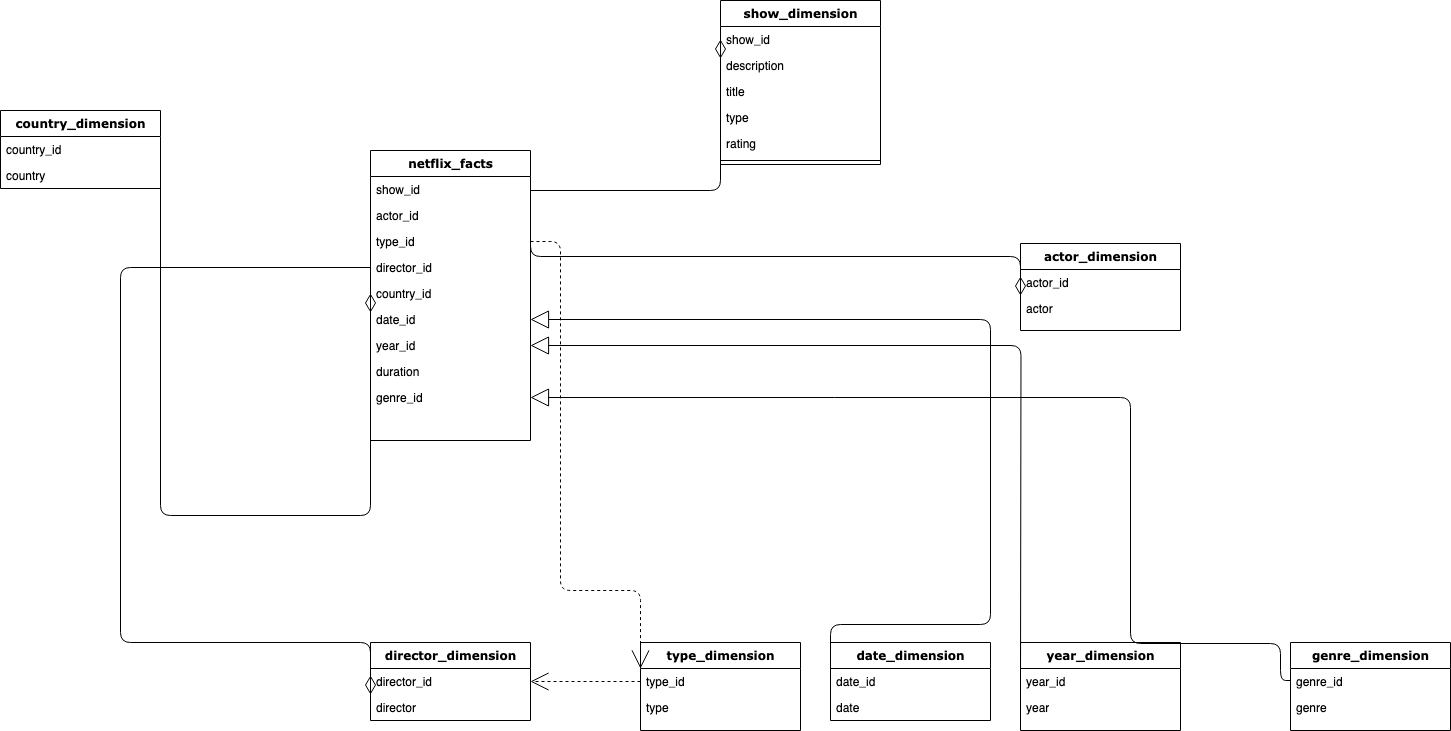 show_dimension
show_id
description
title
type
rating
country_dimension
country_id
country
netflix_facts
show_id
actor_id
type_id
director_id
country_id
date_id
year_id
duration
genre_id
actor_dimension
actor_id
actor
director_dimension
director_id
director
type_dimension
type_id
type
date_dimension
date_id
date
year_dimension
year_id
year
genre_dimension
genre_id
genre